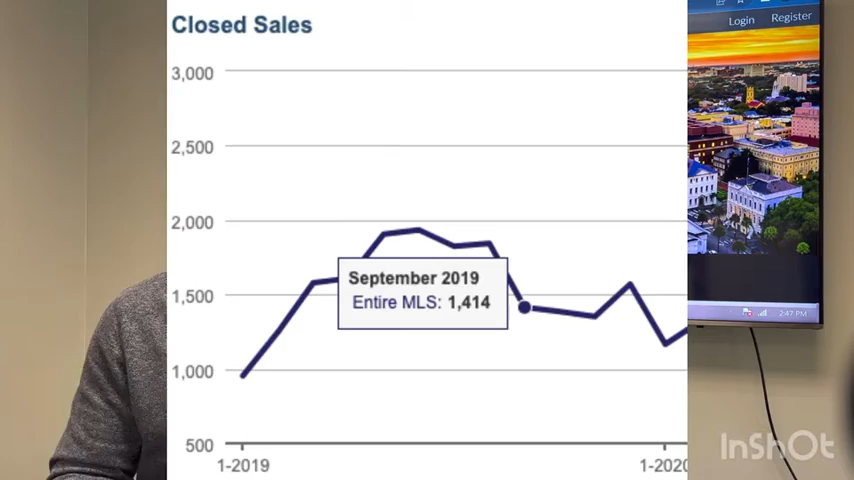 Closed Sales
Login Register
3,000
2,500
2,000
September 2019
Entire MLS: 1,414
1,500
2:47 PM
1,000
InShOt
500
1-2019
1-2020